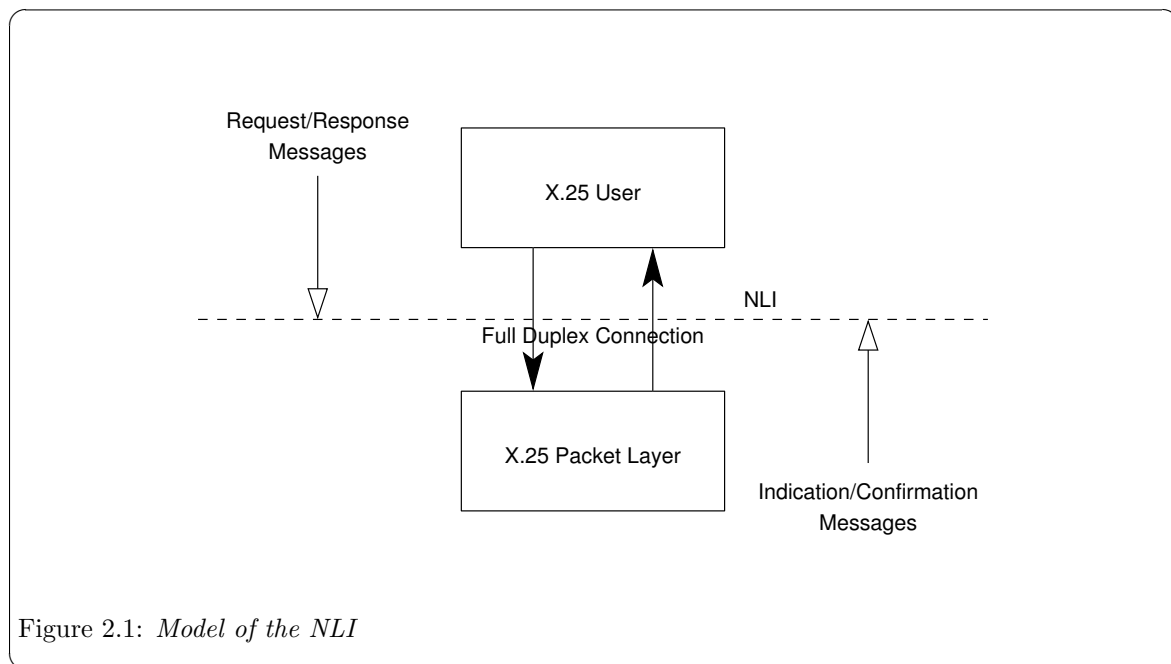 Request/Response
Messages
X.25 User
NLI
Full Duplex Connection
X.25 Packet Layer
Indication/Confirmation
Messages
Figure 2.1: Model of the NLI